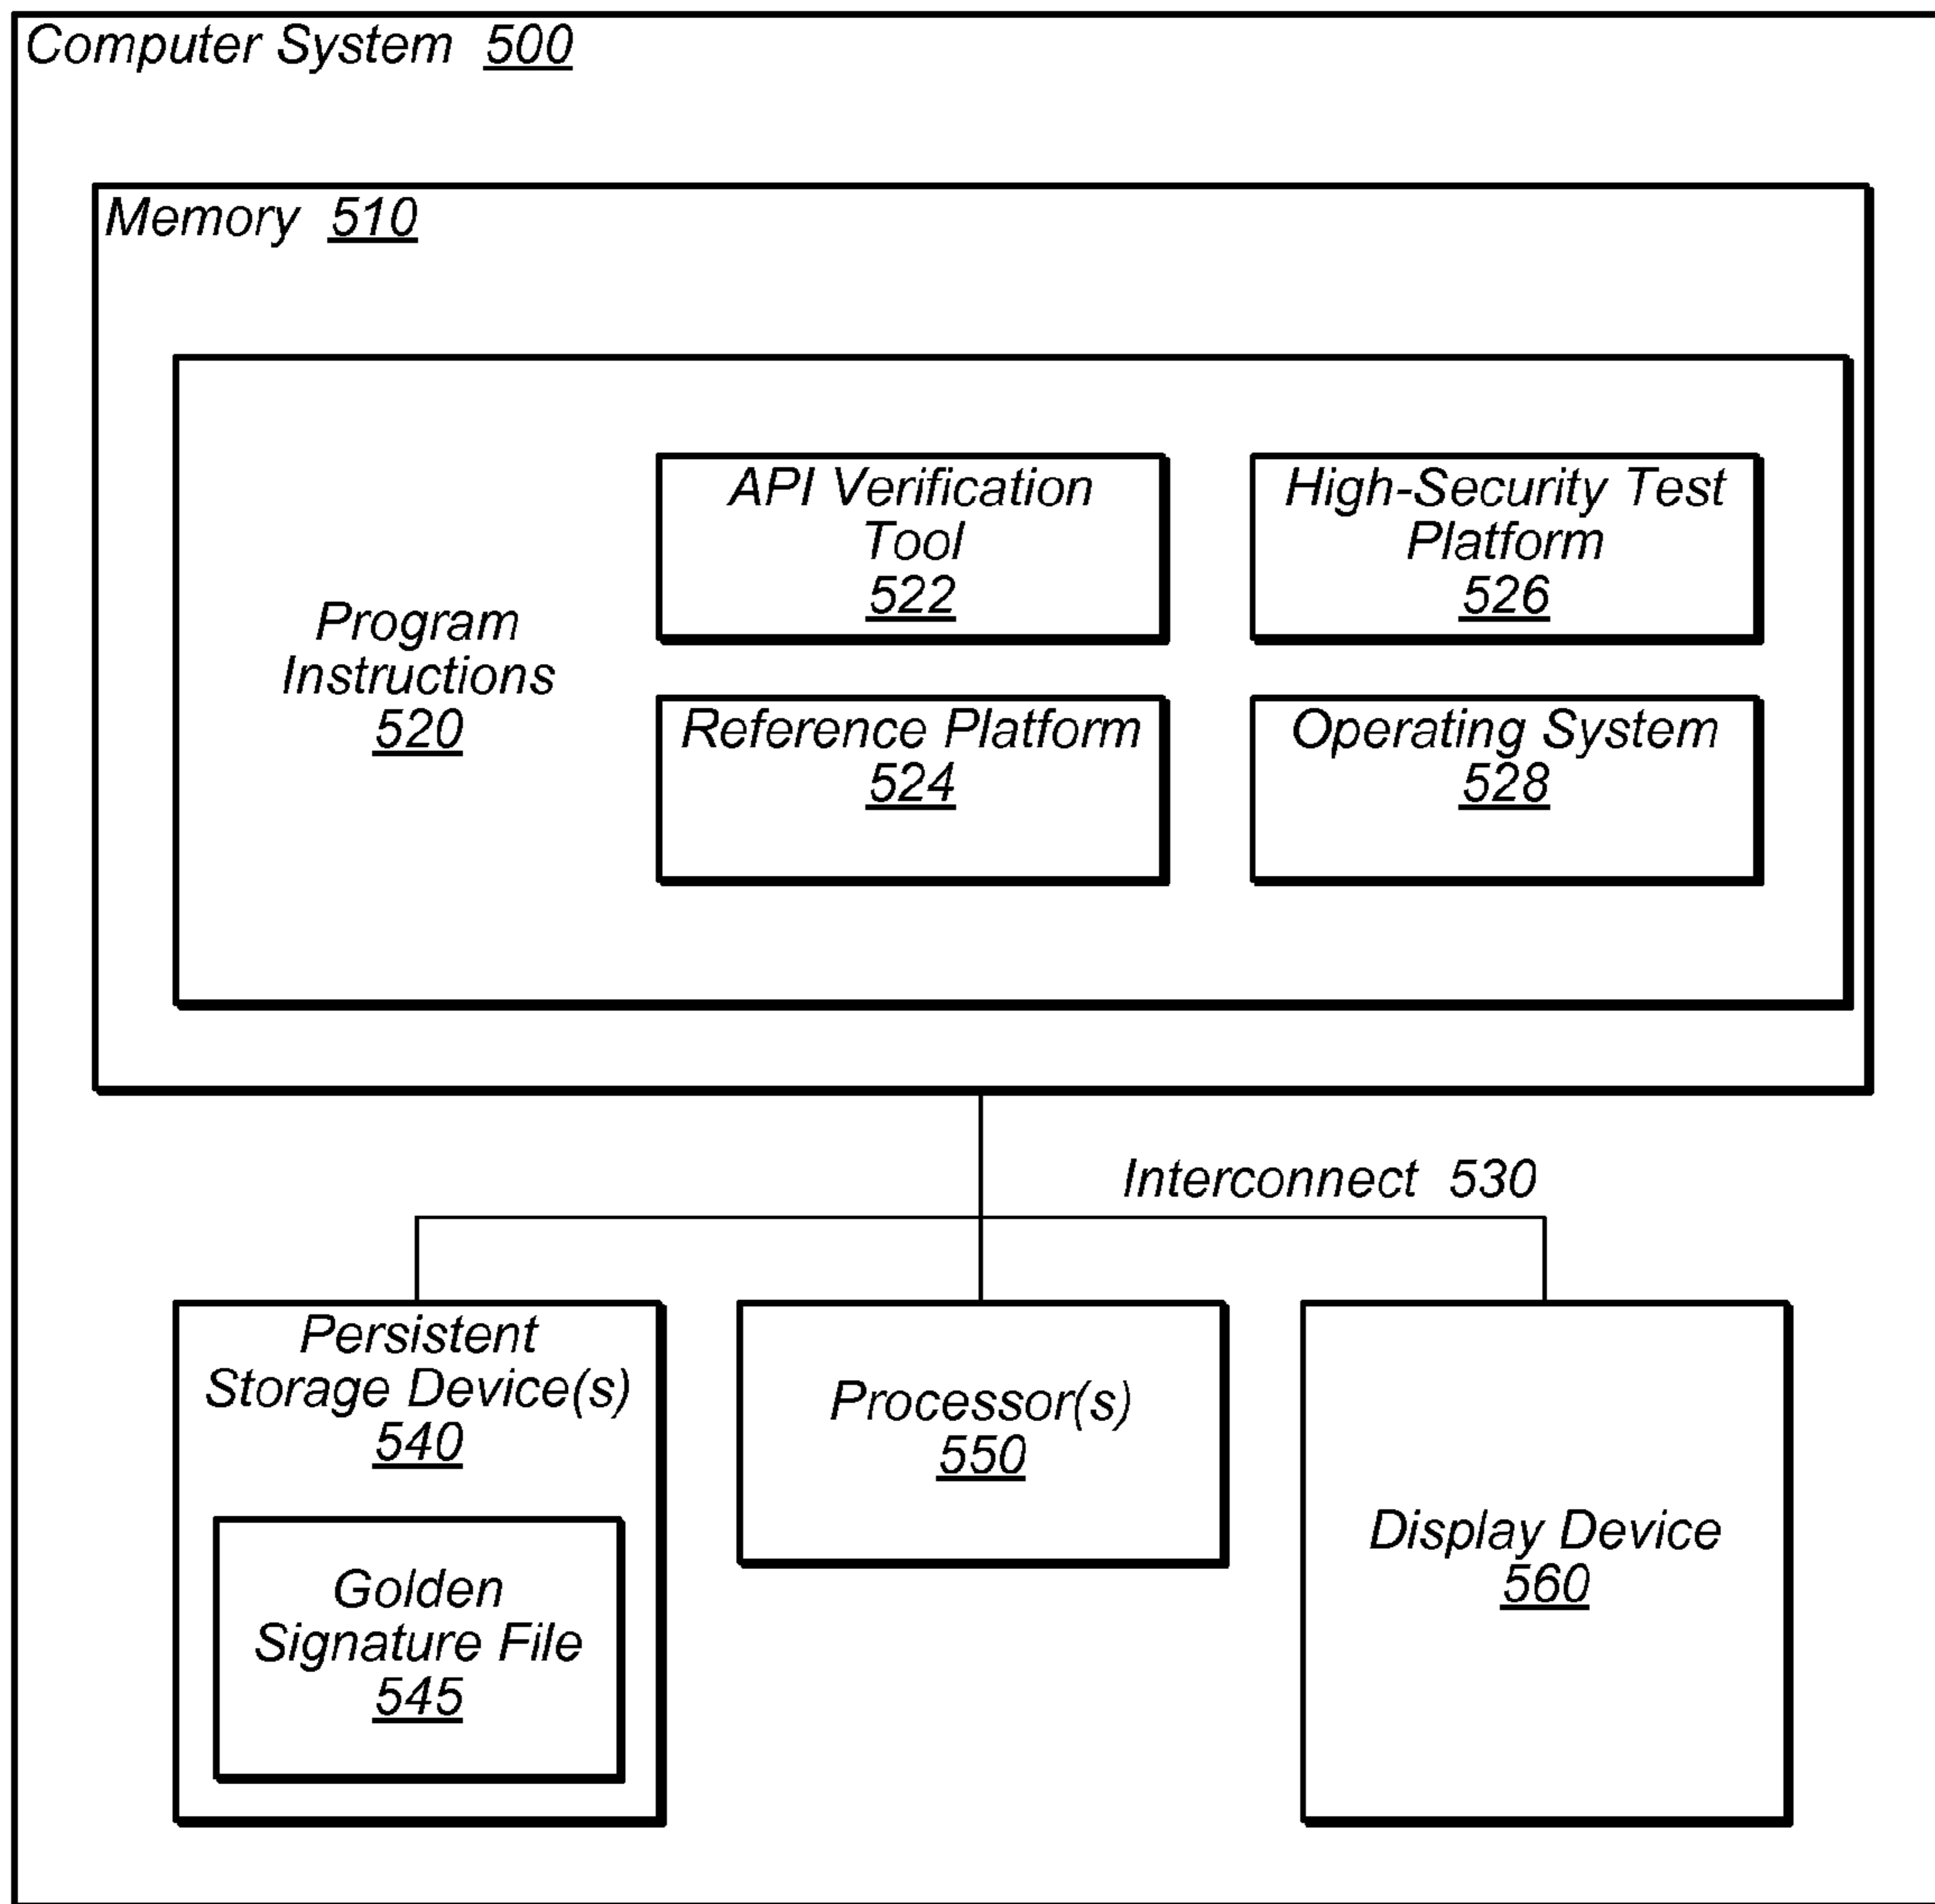 Computer System 500
Memory 510
Program
Instructions
520
API Verification
Tool
522
High-Security Test
Platform
526
Reference Platform
524
Operating System
528
Interconnect 530
Persistent
Storage Device(s)
540
Golden
Signature File
545
Processor(s)
550
Display Device
560